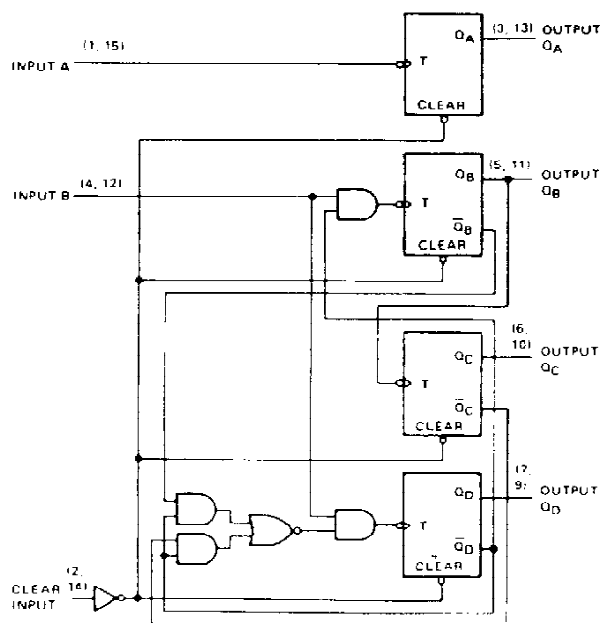 QA
(3, 13) OUTPUT
QA
(1, 15)
INPUT A
T
CLEAR
QB
(5, 11) OUTPUT
QB
(4, 12)
INPUT B
T
Q̅B
CLEAR
(6,
10) OUTPUT
QC
QC
T
Q̅C
CLEAR
(7,
9) OUTPUT
QD
QD
T
Q̅D
CLEAR
CLEAR (2,
INPUT 14)